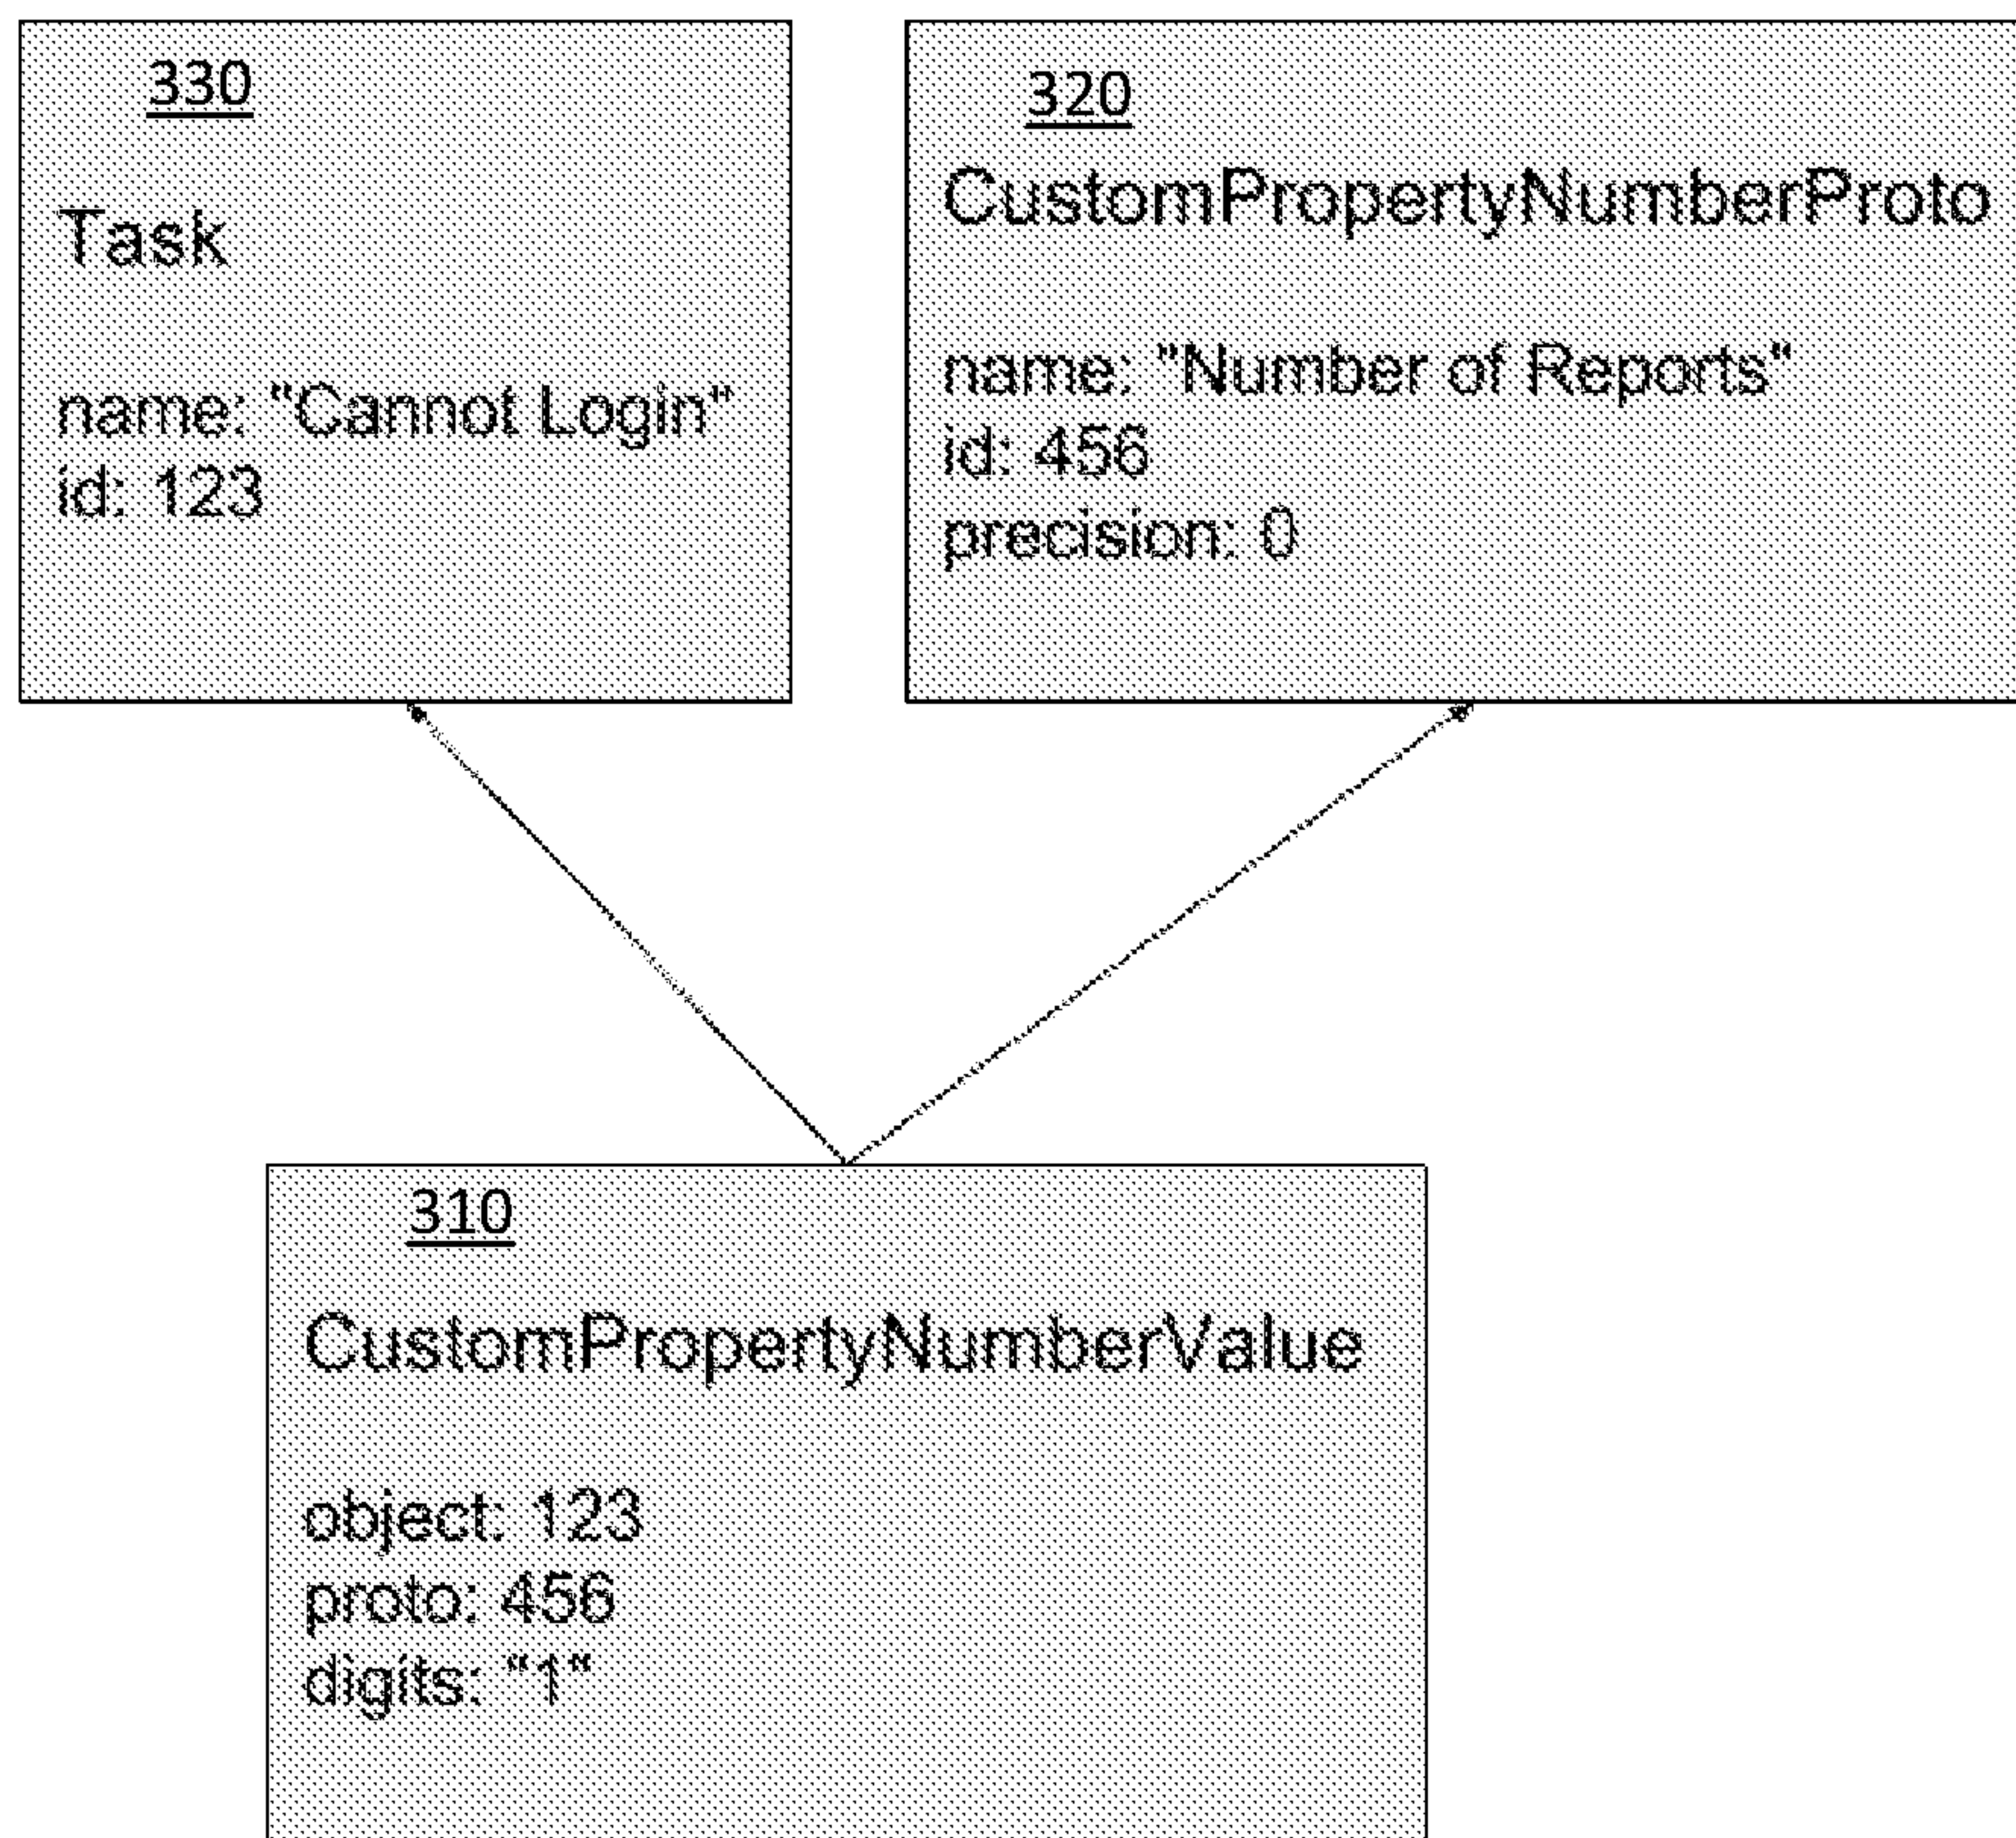 330
Task
name: "Cannot Login"
id: 123
320
CustomPropertyNumberProto
name: "Number of Reports"
id: 456
precision: 0
310
CustomPropertyNumberValue
object: 123
proto: 456
digits: "1"